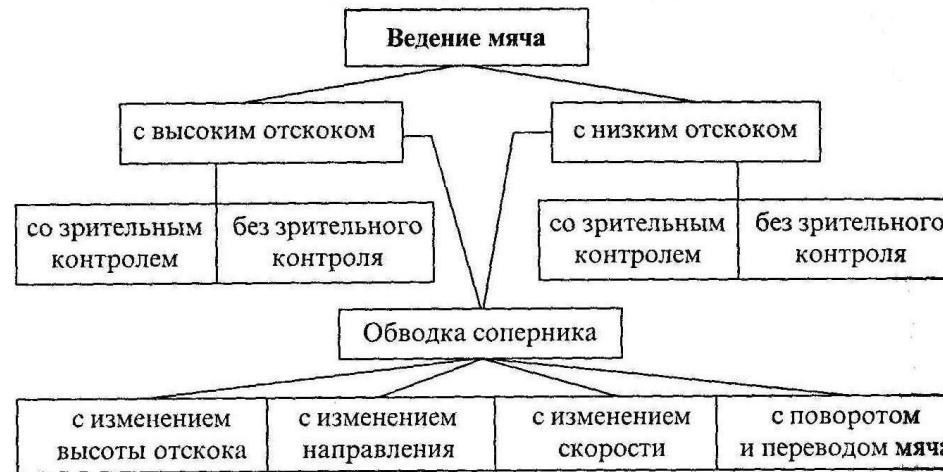 Ведение мяча
с высоким отскоком
с низким отскоком
со зрительным
контролем
без зрительного
контроля
со зрительным
контролем
без зрительного
контроля
Обводка соперника
с изменением
высоты отскока
с изменением
направления
с изменением
скорости
с поворотом
и переводом мяча